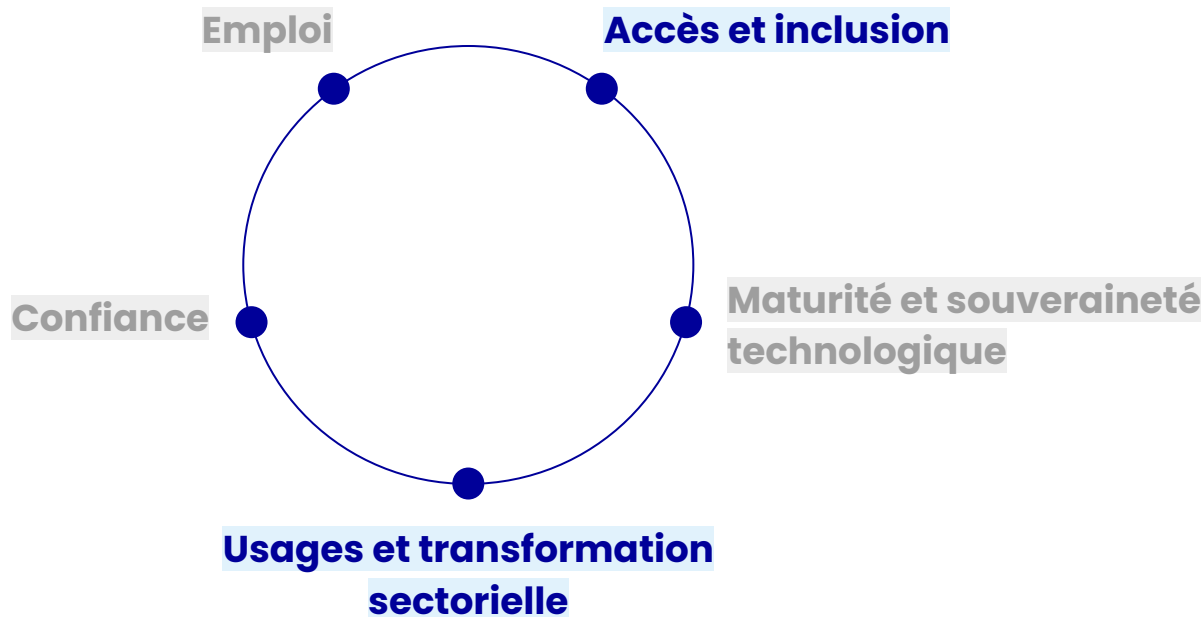 Emploi
Accès et inclusion
Confiance
Maturité et souveraineté
technologique
Usages et transformation
sectorielle